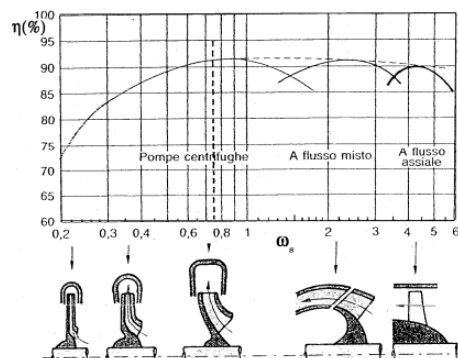 η(%)
100
95
90
85
80
75
70
65
60
Pompe centrifughe
A flusso misto
A flusso
assiale
0,2 0,3 0,4 0,6 0,8 1 2 3 4 5 6
ωs